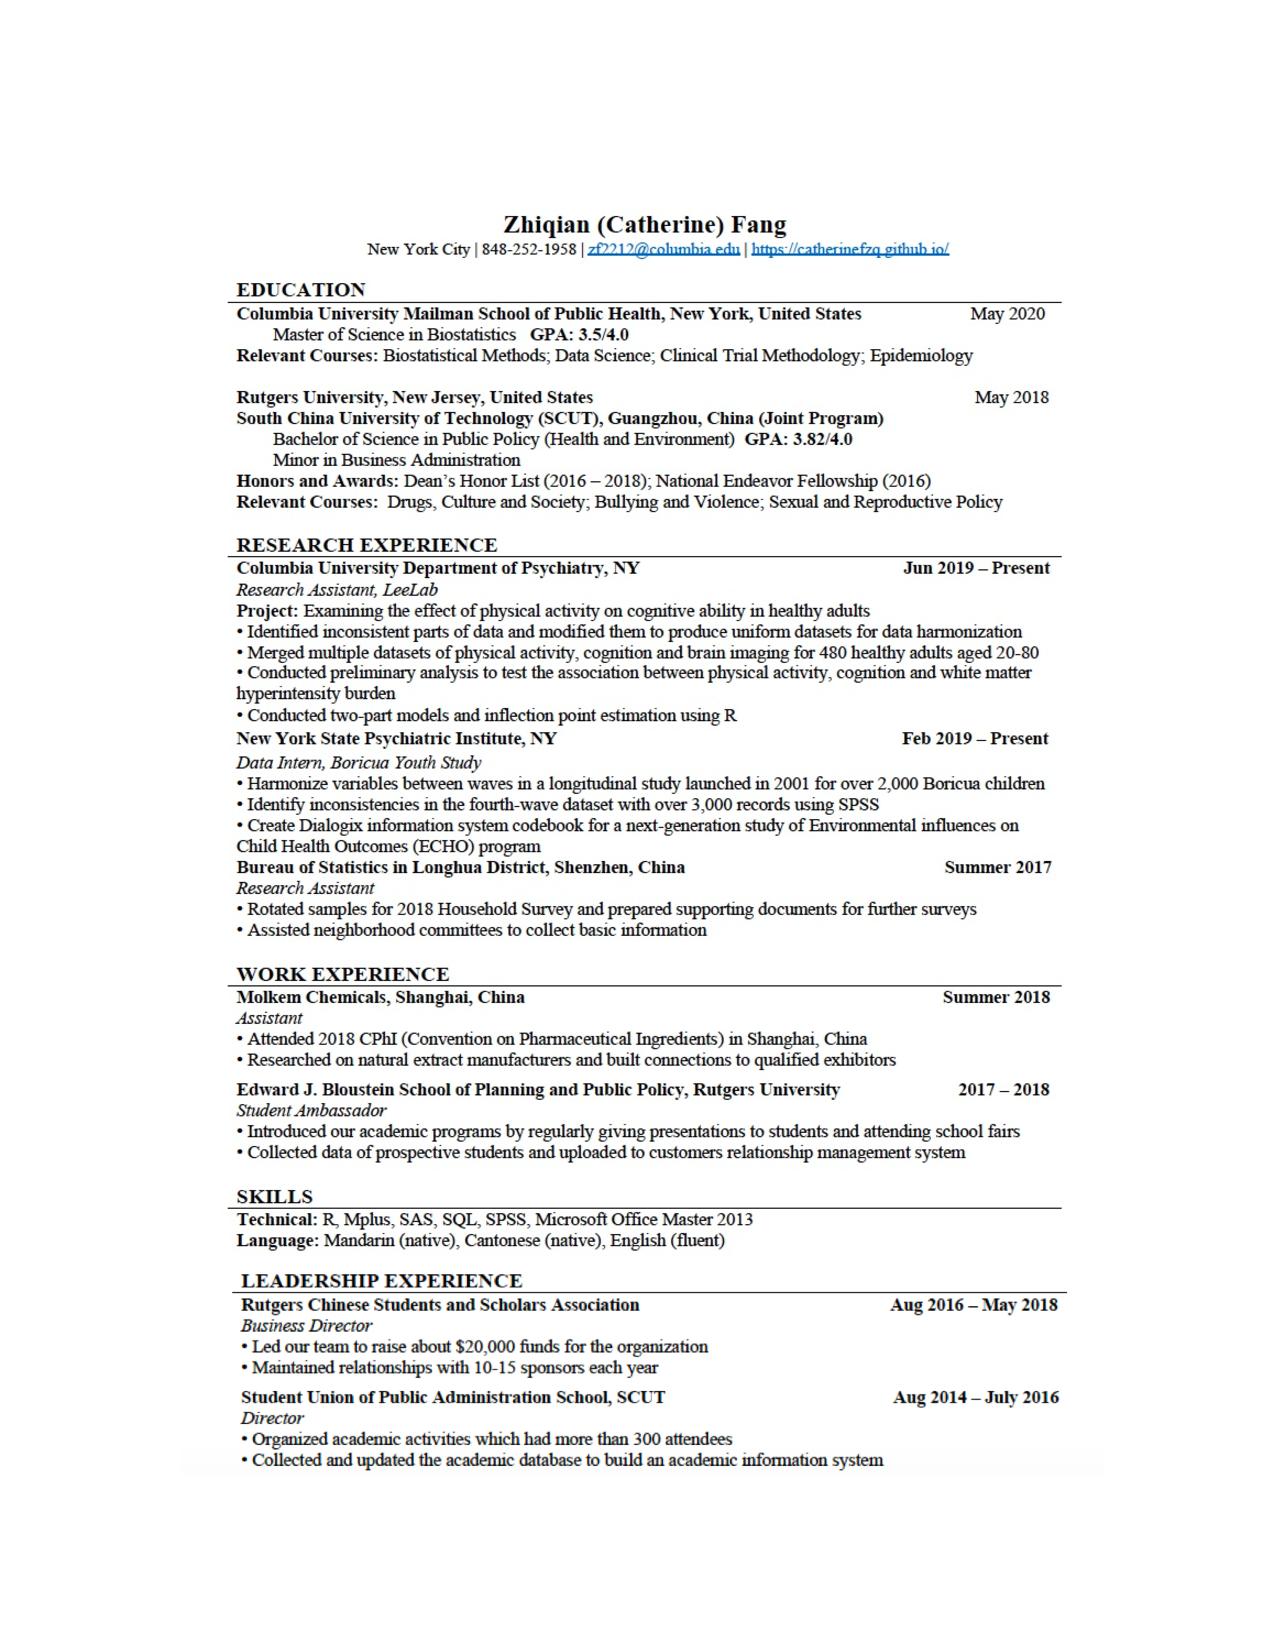 Zhiqian (Catherine) Fang
New York City | 848-252-1958 | zf2212@columbia.edu | https://catherinefzq.github.io/
EDUCATION
Columbia University Mailman School of Public Health, New York, United States May 2020
Master of Science in Biostatistics GPA: 3.5/4.0
Relevant Courses: Biostatistical Methods; Data Science; Clinical Trial Methodology; Epidemiology
Rutgers University, New Jersey, United States May 2018
South China University of Technology (SCUT), Guangzhou, China (Joint Program)
Bachelor of Science in Public Policy (Health and Environment) GPA: 3.82/4.0
Minor in Business Administration
Honors and Awards: Dean’s Honor List (2016 – 2018); National Endeavor Fellowship (2016)
Relevant Courses: Drugs, Culture and Society; Bullying and Violence; Sexual and Reproductive Policy
RESEARCH EXPERIENCE
Columbia University Department of Psychiatry, NY Jun 2019 – Present
Research Assistant, LeeLab
Project: Examining the effect of physical activity on cognitive ability in healthy adults
• Identified inconsistent parts of data and modified them to produce uniform datasets for data harmonization
• Merged multiple datasets of physical activity, cognition and brain imaging for 480 healthy adults aged 20-80
• Conducted preliminary analysis to test the association between physical activity, cognition and white matter
hyperintensity burden
• Conducted two-part models and inflection point estimation using R
New York State Psychiatric Institute, NY Feb 2019 – Present
Data Intern, Boricua Youth Study
• Harmonize variables between waves in a longitudinal study launched in 2001 for over 2,000 Boricua children
• Identify inconsistencies in the fourth-wave dataset with over 3,000 records using SPSS
• Create Dialogix information system codebook for a next-generation study of Environmental influences on
Child Health Outcomes (ECHO) program
Bureau of Statistics in Longhua District, Shenzhen, China Summer 2017
Research Assistant
• Rotated samples for 2018 Household Survey and prepared supporting documents for further surveys
• Assisted neighborhood committees to collect basic information
WORK EXPERIENCE
Molkem Chemicals, Shanghai, China Summer 2018
Assistant
• Attended 2018 CPhI (Convention on Pharmaceutical Ingredients) in Shanghai, China
• Researched on natural extract manufacturers and built connections to qualified exhibitors
Edward J. Bloustein School of Planning and Public Policy, Rutgers University 2017 – 2018
Student Ambassador
• Introduced our academic programs by regularly giving presentations to students and attending school fairs
• Collected data of prospective students and uploaded to customers relationship management system
SKILLS
Technical: R, Mplus, SAS, SQL, SPSS, Microsoft Office Master 2013
Language: Mandarin (native), Cantonese (native), English (fluent)
LEADERSHIP EXPERIENCE
Rutgers Chinese Students and Scholars Association Aug 2016 – May 2018
Business Director
• Led our team to raise about $20,000 funds for the organization
• Maintained relationships with 10-15 sponsors each year
Student Union of Public Administration School, SCUT Aug 2014 – July 2016
Director
• Organized academic activities which had more than 300 attendees
• Collected and updated the academic database to build an academic information system